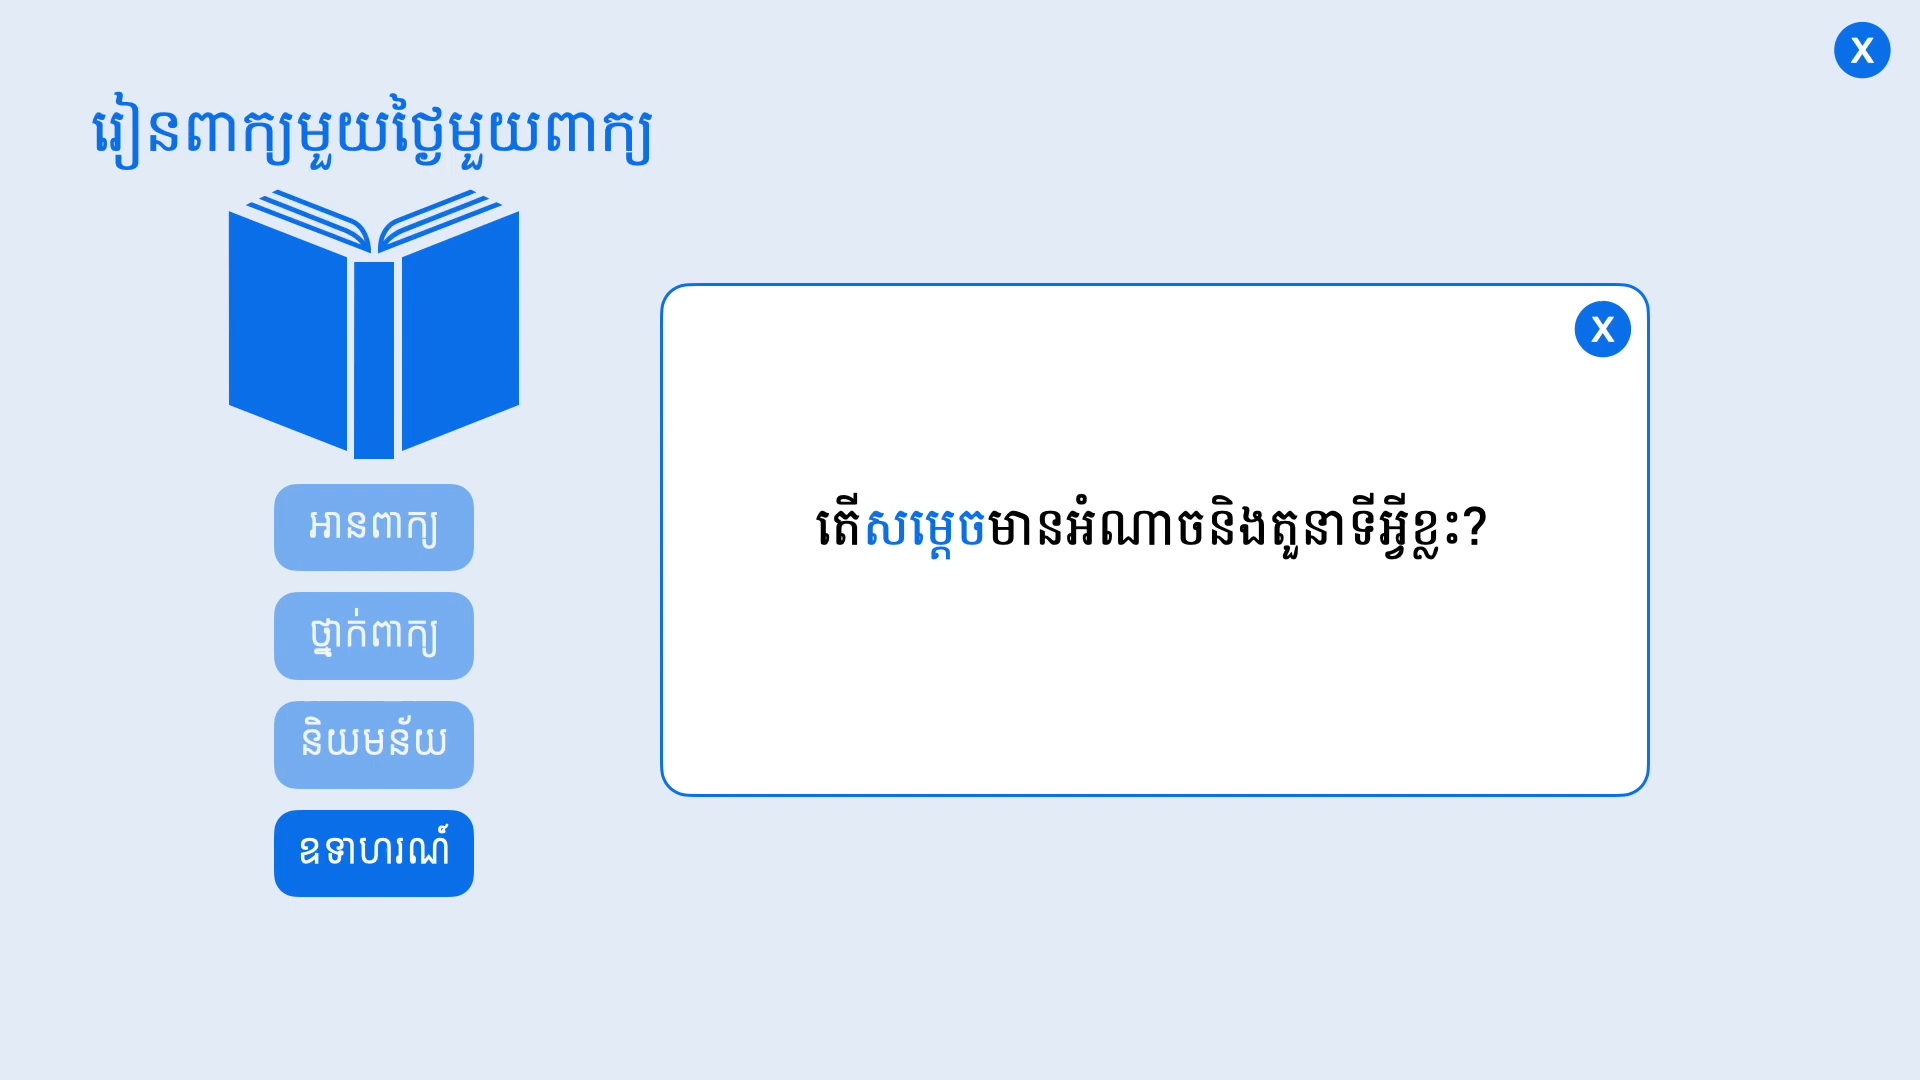 X
រៀនពាក្យមួយថ្ងៃមួយពាក្យ
X
តើសម្ដេចមានអំណាចនិងតួនាទីអ្វីខ្លះ?
អានពាក្យ
ថ្នាក់ពាក្យ
និយមន័យ
ឧទាហរណ៍